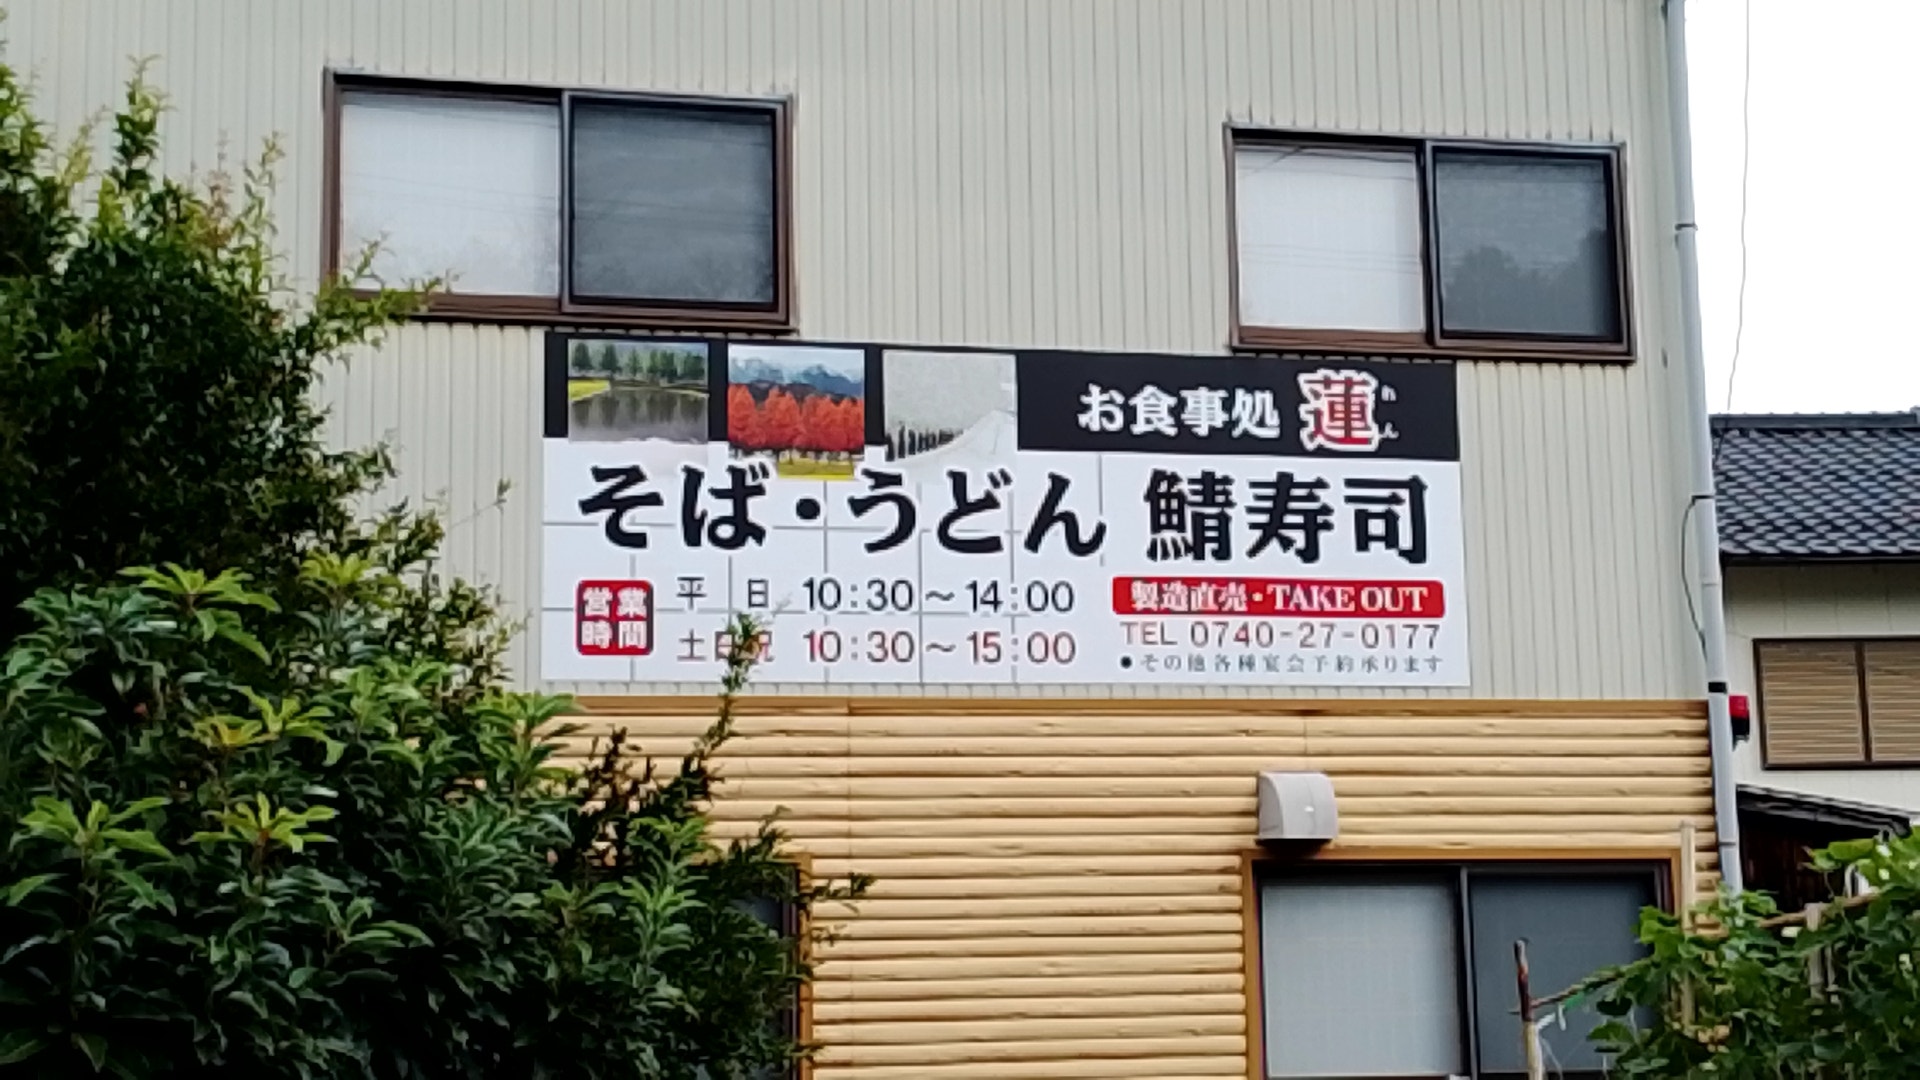 お食事処 蓮 れん
そば・うどん 鯖寿司
営業時間
平日 10:30〜14:00
土日祝 10:30〜15:00
製造直売・TAKE OUT
TEL 0740-27-0177
●その他各種宴会予約承ります